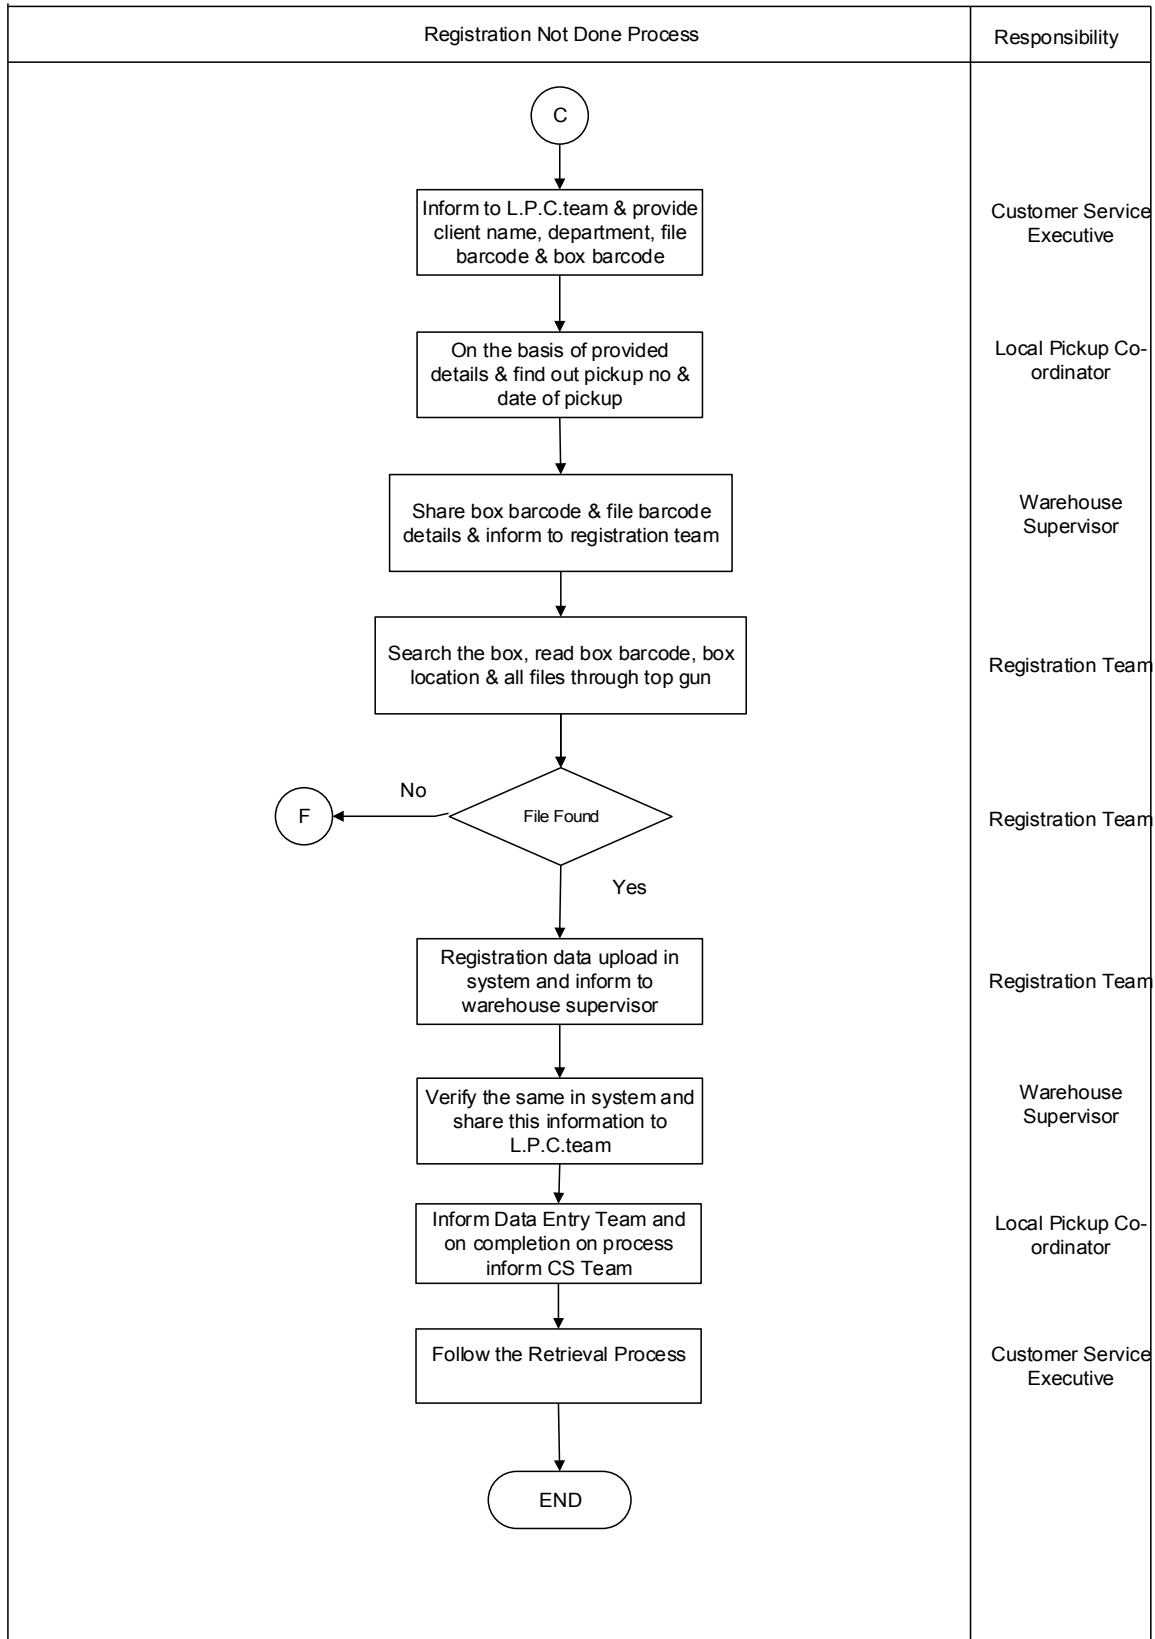 Registration Not Done Process
Responsibility
C
Inform to L.P.C.team & provide
client name, department, file
barcode & box barcode
Customer Service
Executive
On the basis of provided
details & find out pickup no &
date of pickup
Local Pickup Co-
ordinator
Share box barcode & file barcode
details & inform to registration team
Warehouse
Supervisor
Search the box, read box barcode, box
location & all files through top gun
Registration Team
File Found
No
F
Registration Team
Yes
Registration data upload in
system and inform to
warehouse supervisor
Registration Team
Verify the same in system and
share this information to
L.P.C.team
Warehouse
Supervisor
Inform Data Entry Team and
on completion on process
inform CS Team
Local Pickup Co-
ordinator
Follow the Retrieval Process
Customer Service
Executive
END